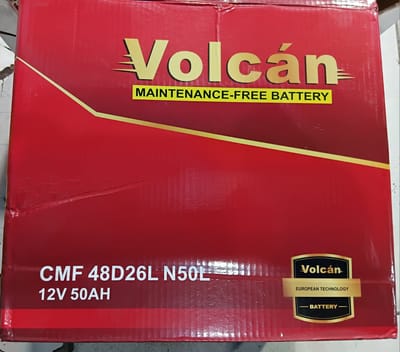 Volcán
MAINTENANCE-FREE BATTERY
CMF 48D26L N50L
12V 50AH
Volcán
EUROPEAN TECHNOLOGY
BATTERY